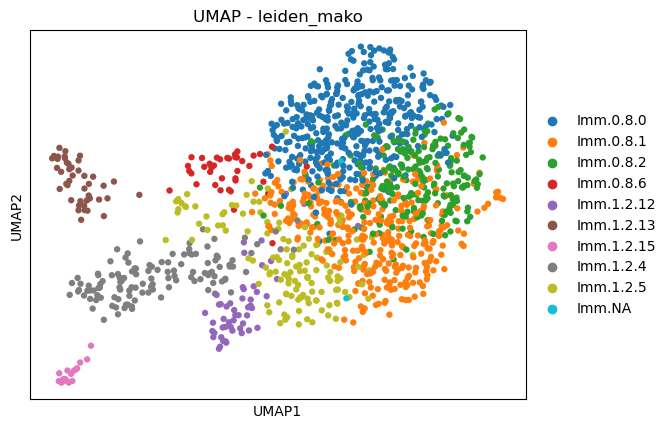 UMAP - leiden_mako
UMAP2
UMAP1
Imm.0.8.0
Imm.0.8.1
Imm.0.8.2
Imm.0.8.6
Imm.1.2.12
Imm.1.2.13
Imm.1.2.15
Imm.1.2.4
Imm.1.2.5
Imm.NA